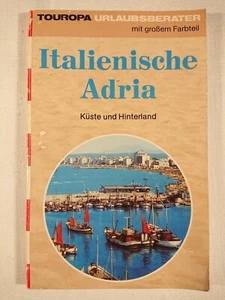 TOUROPA URLAUBSBERATER
mit großem Farbteil
Italienische
Adria
Küste und Hinterland